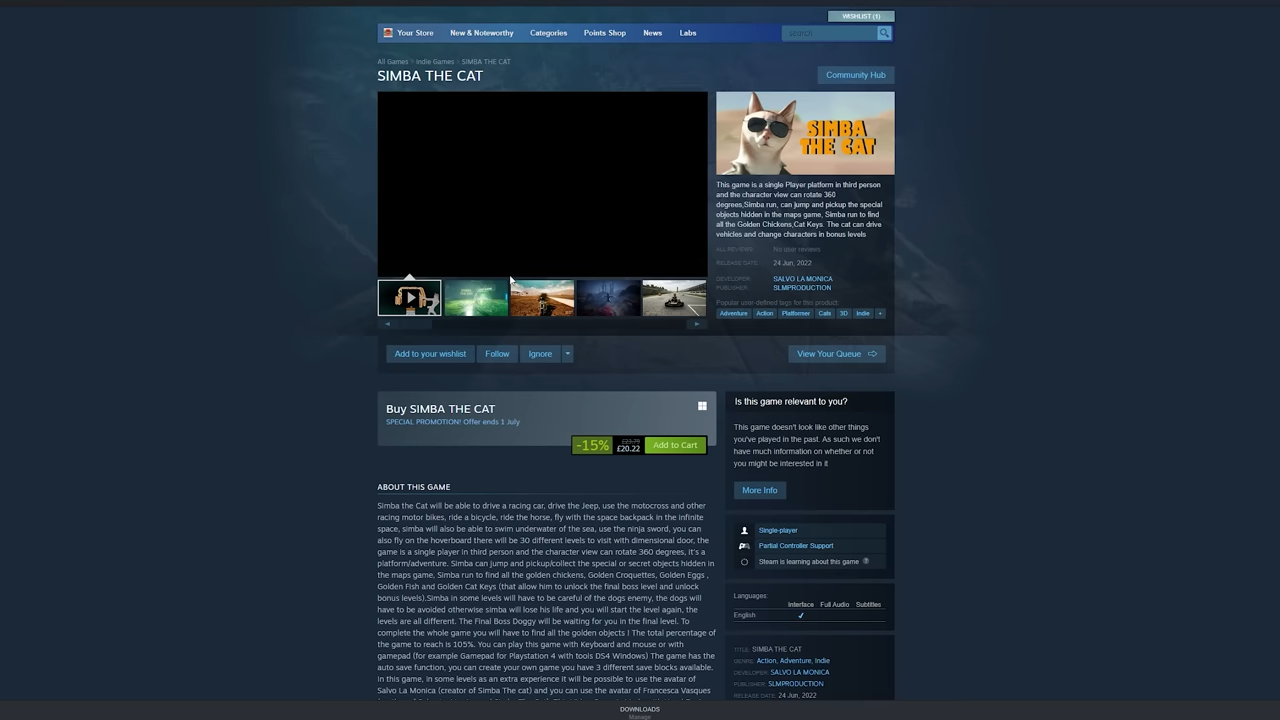 WISHLIST (1)
Your Store
New & Noteworthy
Categories
Points Shop
News
Labs
search
All Games > Indie Games > SIMBA THE CAT
SIMBA THE CAT
Community Hub
SIMBA
THE CAT
This game is a single Player platform in third person
and the character view can rotate 360
degrees,Simba run, can jump and pickup the special
objects hidden in the maps game, Simba run to find
all the Golden Chickens,Cat Keys. The cat can drive
vehicles and change characters in bonus levels
ALL REVIEWS: No user reviews
RELEASE DATE: 24 Jun, 2022
DEVELOPER: SALVO LA MONICA
PUBLISHER: SLMPRODUCTION
Popular user-defined tags for this product:
Adventure Action Platformer Cats 3D Indie +
Add to your wishlist
Follow
Ignore
View Your Queue
Buy SIMBA THE CAT
SPECIAL PROMOTION! Offer ends 1 July
-15%
£23.79
£20.22
Add to Cart
Is this game relevant to you?
This game doesn't look like other things
you've played in the past. As such we don't
have much information on whether or not
you might be interested in it
More Info
ABOUT THIS GAME
Simba the Cat will be able to drive a racing car, drive the Jeep, use the motocross and other
racing motor bikes, ride a bicycle, ride the horse, fly with the space backpack in the infinite
space, simba will also be able to swim underwater of the sea, use the ninja sword, you can
also fly on the hoverboard there will be 30 different levels to visit with dimensional door, the
game is a single player in third person and the character view can rotate 360 degrees, It's a
platform/adventure. Simba can jump and pickup/collect the special or secret objects hidden in
the maps game, Simba run to find all the golden chickens, Golden Croquettes, Golden Eggs ,
Golden Fish and Golden Cat Keys (that allow him to unlock the final boss level and unlock
bonus levels).Simba in some levels will have to be careful of the dogs enemy, the dogs will
have to be avoided otherwise simba will lose his life and you will start the level again, the
levels are all different. The Final Boss Doggy will be waiting for you in the final level. To
complete the whole game you will have to find all the golden objects ! The total percentage of
the game to reach is 105%. You can play this game with Keyboard and mouse or with
gamepad (for example Gamepad for Playstation 4 with tools DS4 Windows) The game has the
auto save function, you can create your own game you have 3 different save blocks available.
In this game, in some levels as an extra experience it will be possible to use the avatar of
Salvo La Monica (creator of Simba The cat) and you can use the avatar of Francesca Vasques
Single-player
Partial Controller Support
Steam is learning about this game
Languages:
Interface Full Audio Subtitles
English ✔
TITLE: SIMBA THE CAT
GENRE: Action, Adventure, Indie
DEVELOPER: SALVO LA MONICA
PUBLISHER: SLMPRODUCTION
RELEASE DATE: 24 Jun, 2022
DOWNLOADS
Manage